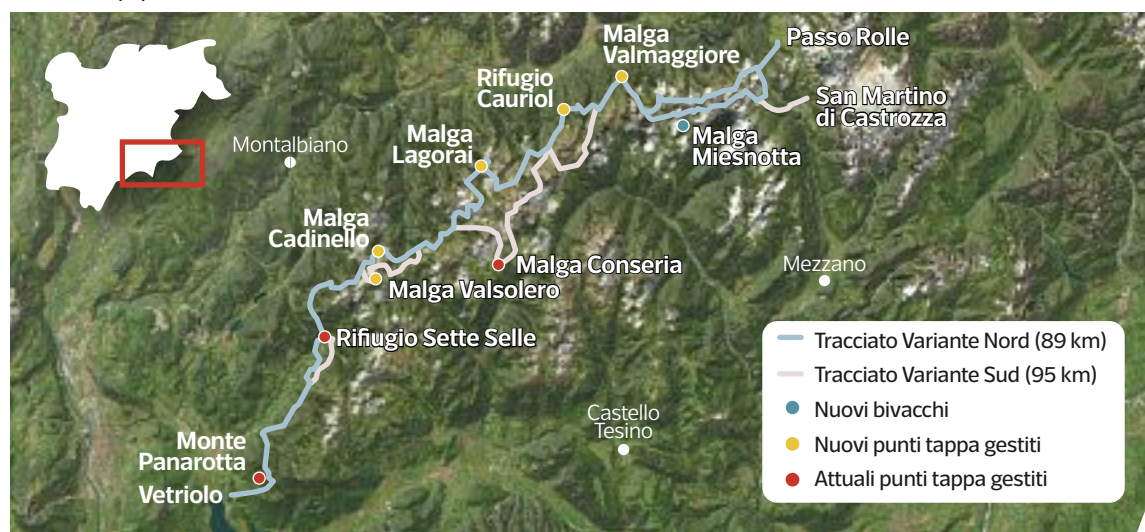 Passo Rolle
Malga
Valmaggiore
Rifugio
Cauriol
San Martino
di Castrozza
Malga
Miesnotta
Montalbiano
Malga
Lagorai
Malga
Cadinello
Malga Conseria
Mezzano
Malga Valsolero
Rifiugio Sette Selle
Castello
Tesino
Monte
Panarotta
Vetriolo
Tracciato Variante Nord (89 km)
Tracciato Variante Sud (95 km)
Nuovi bivacchi
Nuovi punti tappa gestiti
Attuali punti tappa gestiti